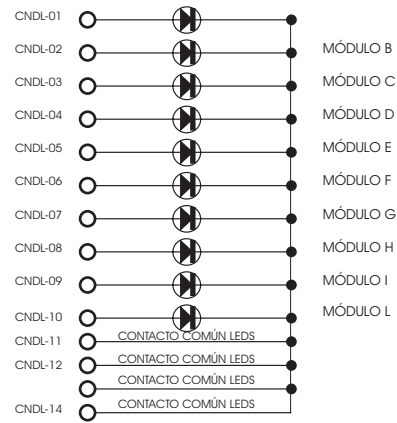 CNDL-01
CNDL-02 MÓDULO B
CNDL-03 MÓDULO C
CNDL-04 MÓDULO D
CNDL-05 MÓDULO E
CNDL-06 MÓDULO F
CNDL-07 MÓDULO G
CNDL-08 MÓDULO H
CNDL-09 MÓDULO I
CNDL-10 MÓDULO L
CNDL-11 CONTACTO COMÚN LEDS
CNDL-12 CONTACTO COMÚN LEDS
CONTACTO COMÚN LEDS
CNDL-14 CONTACTO COMÚN LEDS